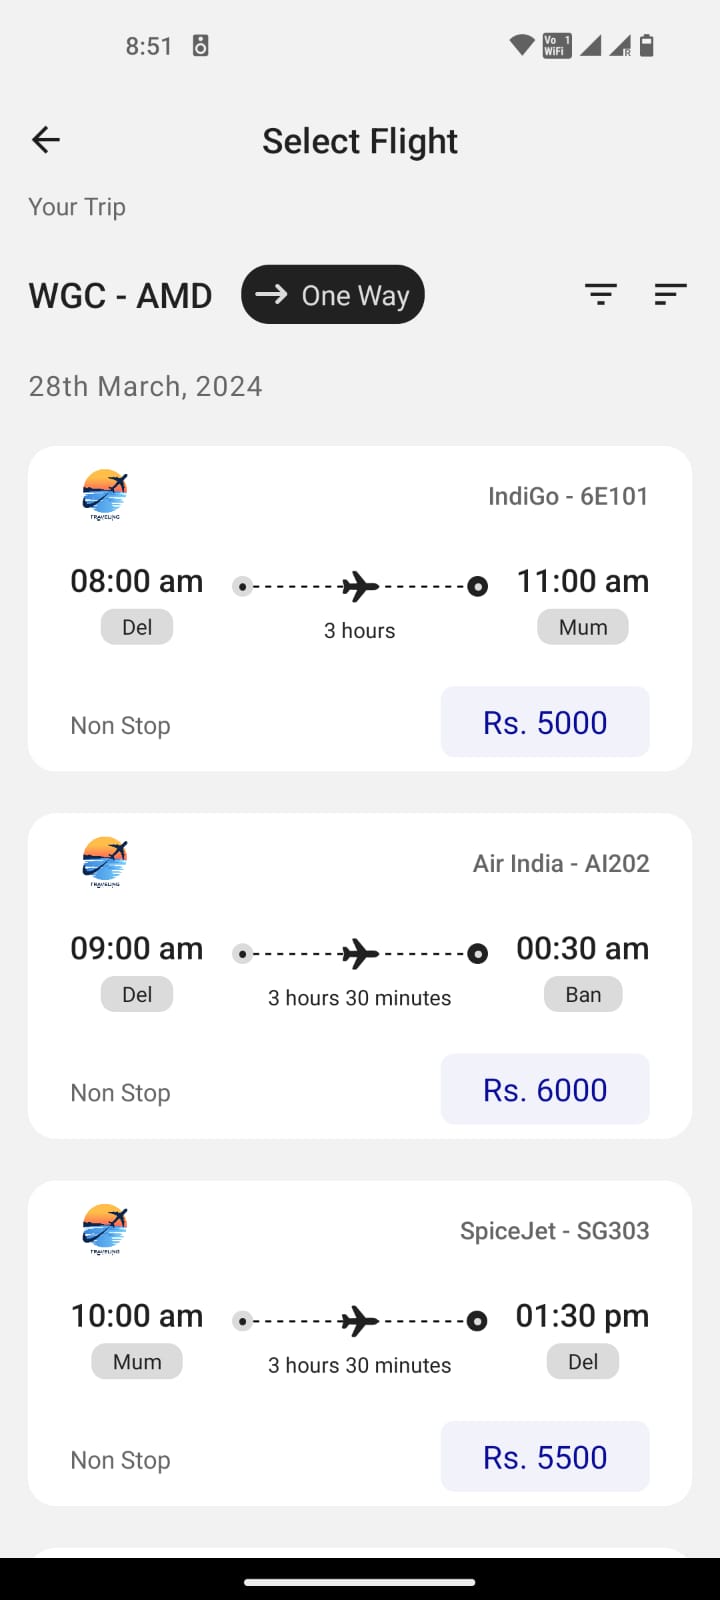 8:51
Vo 1
WiFi
R
Select Flight
Your Trip
WGC - AMD
One Way
28th March, 2024
TRAVELING
IndiGo - 6E101
08:00 am
11:00 am
Del
3 hours
Mum
Non Stop
Rs. 5000
TRAVELING
Air India - AI202
09:00 am
00:30 am
Del
3 hours 30 minutes
Ban
Non Stop
Rs. 6000
TRAVELING
SpiceJet - SG303
10:00 am
01:30 pm
Mum
3 hours 30 minutes
Del
Non Stop
Rs. 5500